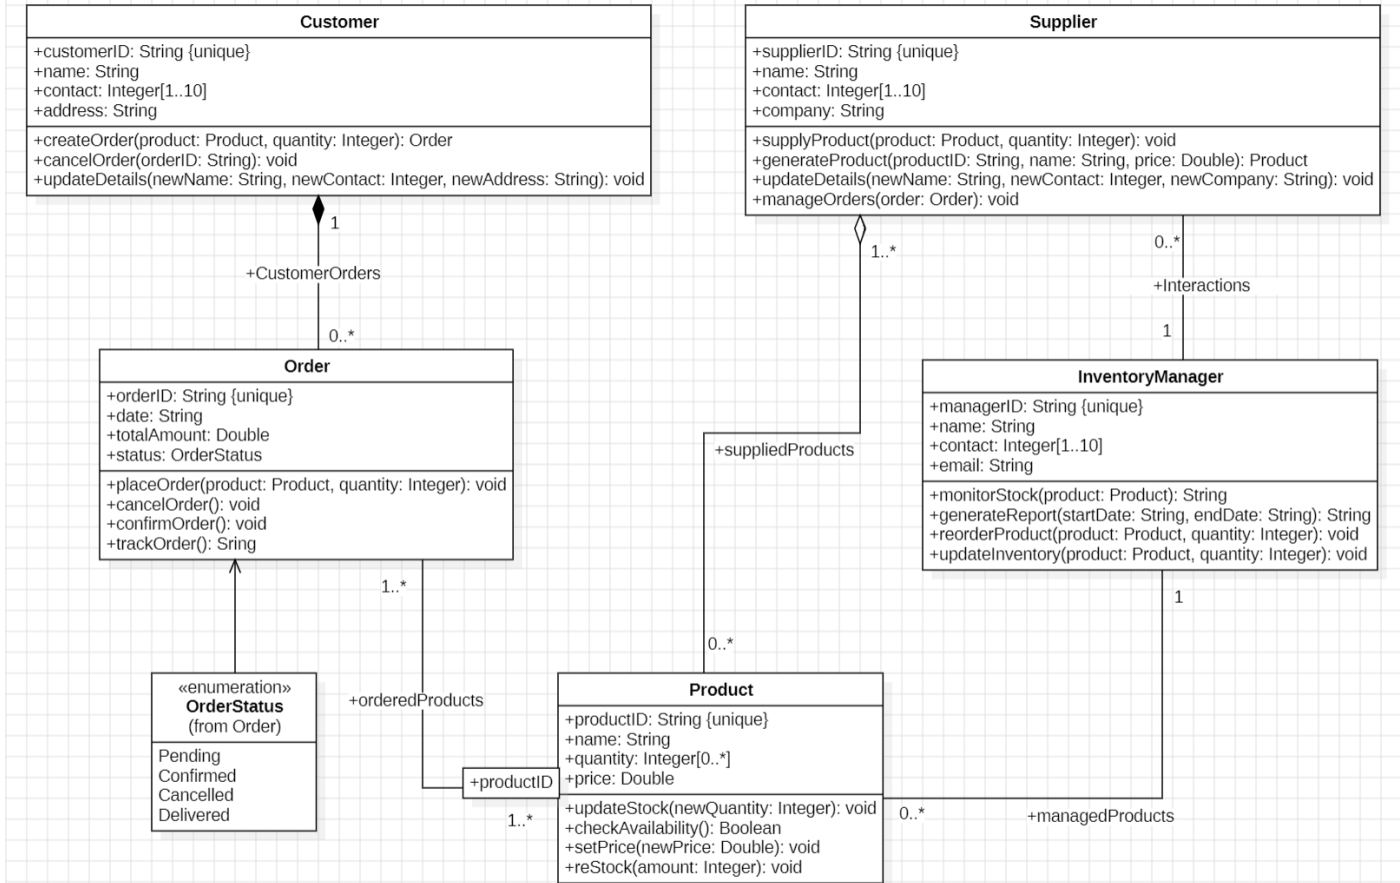 Customer
+customerID: String {unique}
+name: String
+contact: Integer[1..10]
+address: String
+createOrder(product: Product, quantity: Integer): Order
+cancelOrder(orderID: String): void
+updateDetails(newName: String, newContact: Integer, newAddress: String): void
Supplier
+supplierID: String {unique}
+name: String
+contact: Integer[1..10]
+company: String
+supplyProduct(product: Product, quantity: Integer): void
+generateProduct(productID: String, name: String, price: Double): Product
+updateDetails(newName: String, newContact: Integer, newCompany: String): void
+manageOrders(order: Order): void
1
+CustomerOrders
0..*
1..*
+suppliedProducts
0..*
0..*
+Interactions
1
Order
+orderID: String {unique}
+date: String
+totalAmount: Double
+status: OrderStatus
+placeOrder(product: Product, quantity: Integer): void
+cancelOrder(): void
+confirmOrder(): void
+trackOrder(): Sring
InventoryManager
+managerID: String {unique}
+name: String
+contact: Integer[1..10]
+email: String
+monitorStock(product: Product): String
+generateReport(startDate: String, endDate: String): String
+reorderProduct(product: Product, quantity: Integer): void
+updateInventory(product: Product, quantity: Integer): void
1..*
+orderedProducts
+productID
1..*
1
0..*
+managedProducts
«enumeration»
OrderStatus
(from Order)
Pending
Confirmed
Cancelled
Delivered
Product
+productID: String {unique}
+name: String
+quantity: Integer[0..*]
+price: Double
+updateStock(newQuantity: Integer): void
+checkAvailability(): Boolean
+setPrice(newPrice: Double): void
+reStock(amount: Integer): void